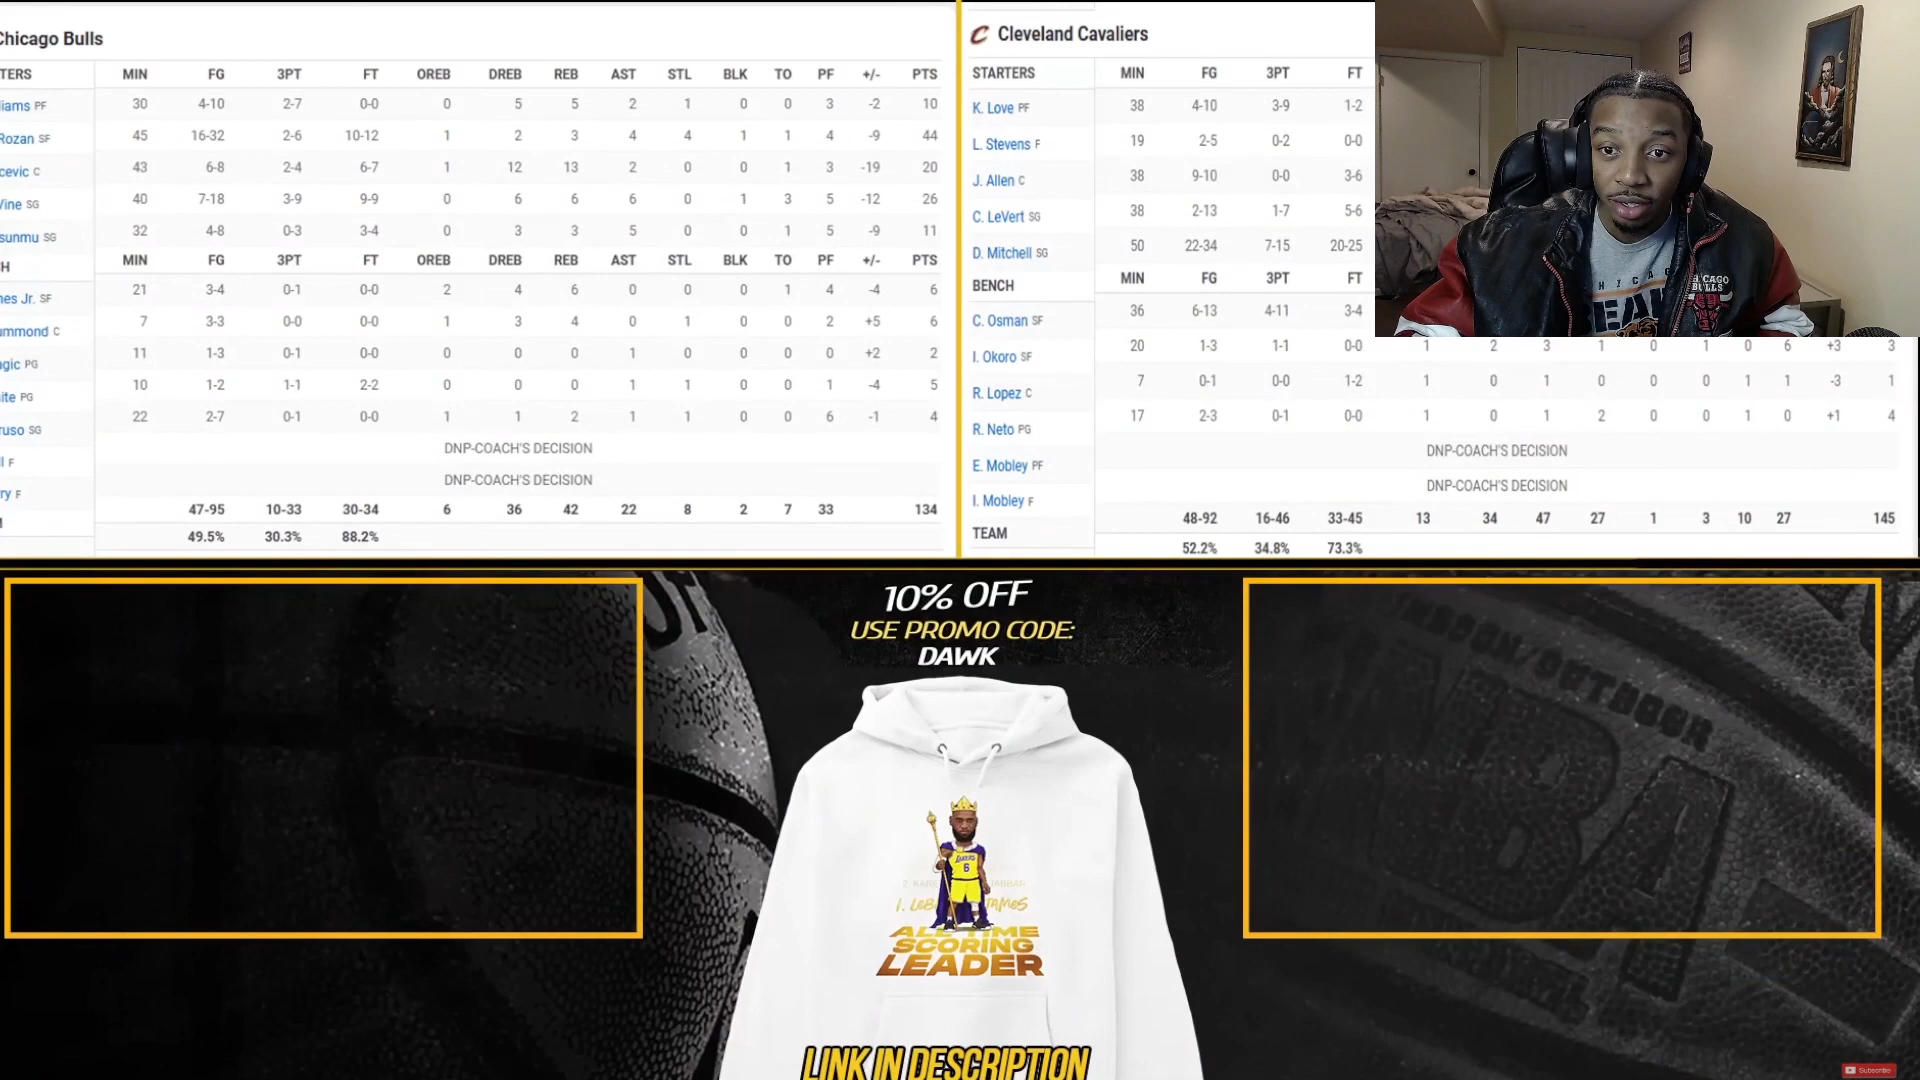 Chicago Bulls
TERS MIN FG 3PT FT OREB DREB REB AST STL BLK TO PF +/- PTS
iams PF 30 4-10 2-7 0-0 0 5 5 2 1 0 0 3 -2 10
Rozan SF 45 16-32 2-6 10-12 1 2 3 4 4 1 1 4 -9 44
cevic C 43 6-8 2-4 6-7 1 12 13 2 0 0 1 3 -19 20
Vine SG 40 7-18 3-9 9-9 0 6 6 6 0 1 3 5 -12 26
sunmu SG 32 4-8 0-3 3-4 0 3 3 5 0 0 1 5 -9 11
H MIN FG 3PT FT OREB DREB REB AST STL BLK TO PF +/- PTS
nes Jr. SF 21 3-4 0-1 0-0 2 4 6 0 0 0 1 4 -4 6
ummond C 7 3-3 0-0 0-0 1 3 4 0 1 0 0 2 +5 6
agic PG 11 1-3 0-1 0-0 0 0 0 1 0 0 0 0 +2 2
ite PG 10 1-2 1-1 2-2 0 0 0 1 1 0 0 1 -4 5
ruso SG 22 2-7 0-1 0-0 1 1 2 1 1 0 0 6 -1 4
ll F DNP-COACH'S DECISION
ry F DNP-COACH'S DECISION
47-95 10-33 30-34 6 36 42 22 8 2 7 33 134
49.5% 30.3% 88.2%
Cleveland Cavaliers
STARTERS MIN FG 3PT FT
K. Love PF 38 4-10 3-9 1-2
L. Stevens F 19 2-5 0-2 0-0
J. Allen C 38 9-10 0-0 3-6
C. LeVert SG 38 2-13 1-7 5-6
D. Mitchell SG 50 22-34 7-15 20-25
BENCH MIN FG 3PT FT
C. Osman SF 36 6-13 4-11 3-4
I. Okoro SF 20 1-3 1-1 0-0 1 2 3 1 0 1 0 6 +3 3
R. Lopez C 7 0-1 0-0 1-2 1 0 1 0 0 0 1 1 -3 1
R. Neto PG 17 2-3 0-1 0-0 1 0 1 2 0 0 1 0 +1 4
E. Mobley PF DNP-COACH'S DECISION
I. Mobley F DNP-COACH'S DECISION
TEAM 48-92 16-46 33-45 13 34 47 27 1 3 10 27 145
52.2% 34.8% 73.3%
CHICAGO
BEA
CHICAGO
BULLS
10% OFF
USE PROMO CODE:
DAWK
LAKERS
6
ALL TIME
SCORING
LEADER
LINK IN DESCRIPTION
Subscribe